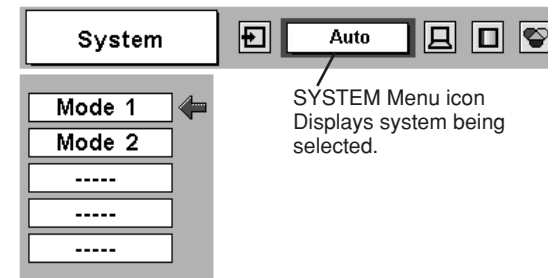 System
Auto
Mode 1
Mode 2
-----
-----
-----
SYSTEM Menu icon
Displays system being
selected.